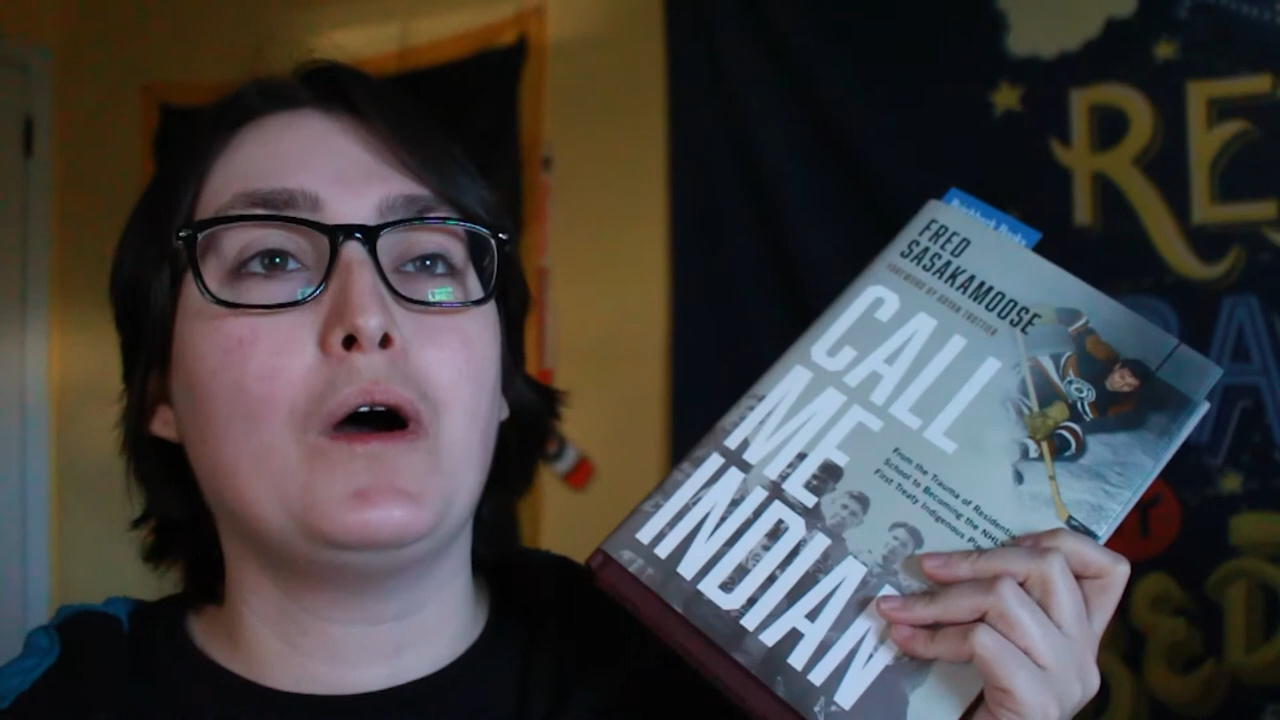 RE
FRED
SASAKAMOOSE
FOREWORD BY BRYAN TROTTIER
CALL
ME
INDIAN
From the Trauma of Residential
School to Becoming the NHL's
First Treaty Indigenous